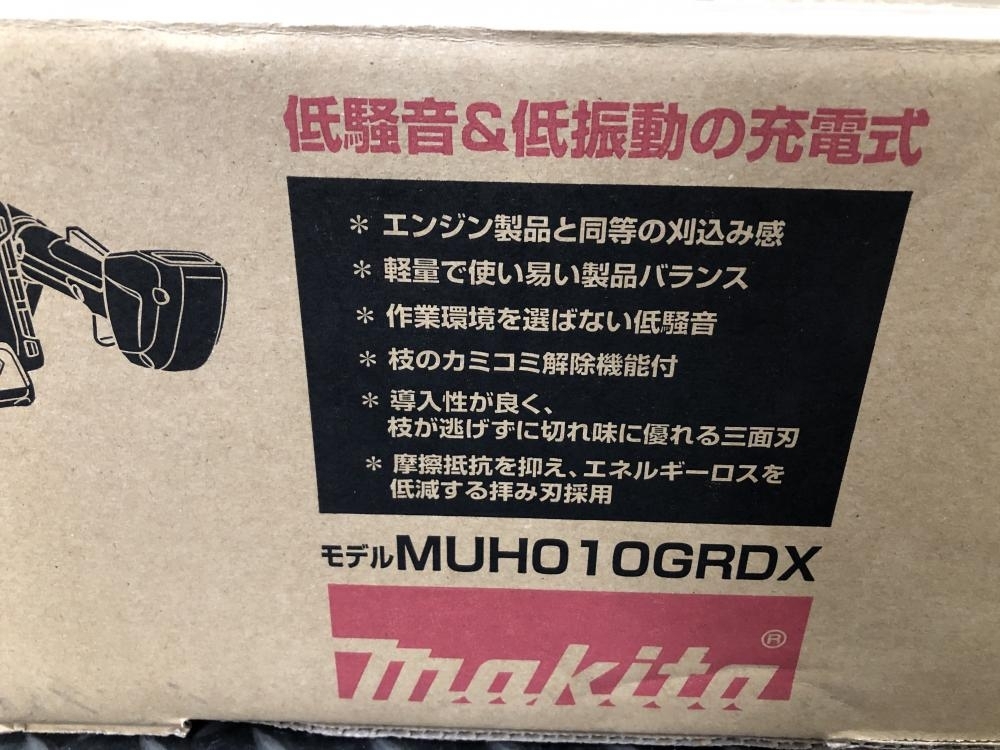 低騒音&低振動の充電式
＊ エンジン製品と同等の刈込み感
＊ 軽量で使い易い製品バランス
＊ 作業環境を選ばない低騒音
＊ 枝のカミコミ解除機能付
＊ 導入性が良く、
枝が逃げずに切れ味に優れる三面刃
＊ 摩擦抵抗を抑え、エネルギーロスを
低減する拝み刃採用
モデルMUH010GRDX
makita®